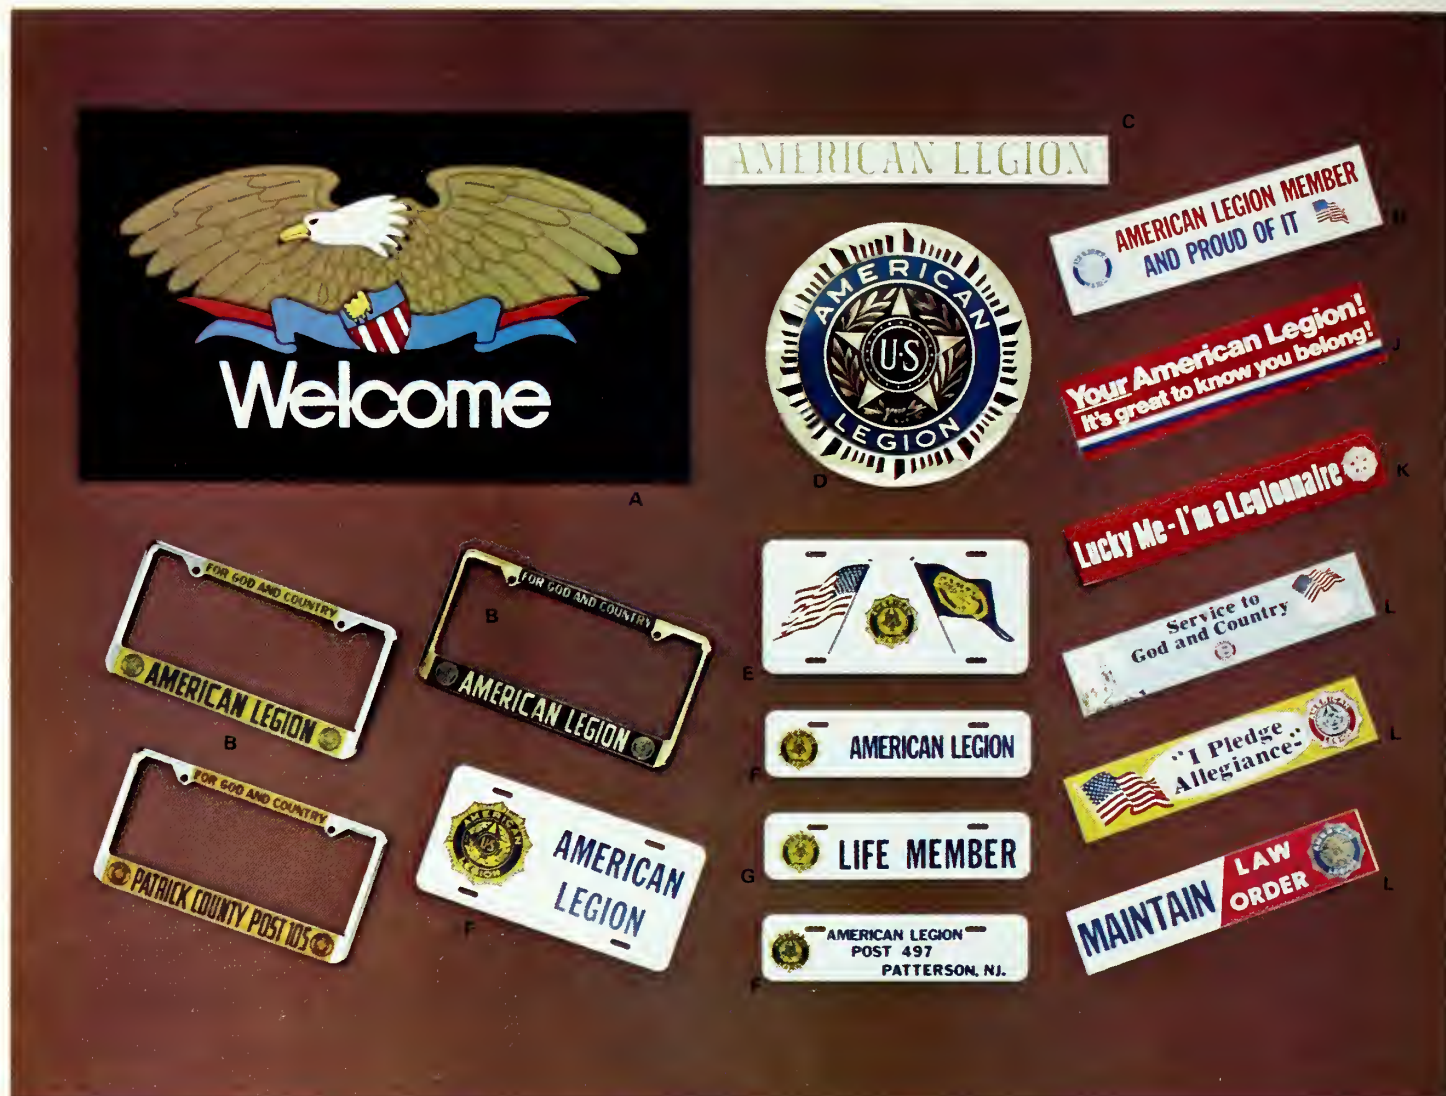 Welcome
A
AMERICAN LEGION
C
AMERICAN
U·S
LEGION
D
AMERICAN LEGION MEMBER
AND PROUD OF IT
H
Your American Legion!
It's great to know you belong!
J
Lucky Me - I'm a Legionnaire
K
Service to
God and Country
L
"I Pledge
Allegiance"
L
MAINTAIN
LAW
ORDER
L
FOR GOD AND COUNTRY
AMERICAN LEGION
B
FOR GOD AND COUNTRY
AMERICAN LEGION
B
FOR GOD AND COUNTRY
PATRICK COUNTY POST 105
AMERICAN
US
LEGION
AMERICAN
LEGION
F
E
AMERICAN LEGION
F
LIFE MEMBER
G
AMERICAN LEGION
POST 497
PATTERSON, NJ.
F